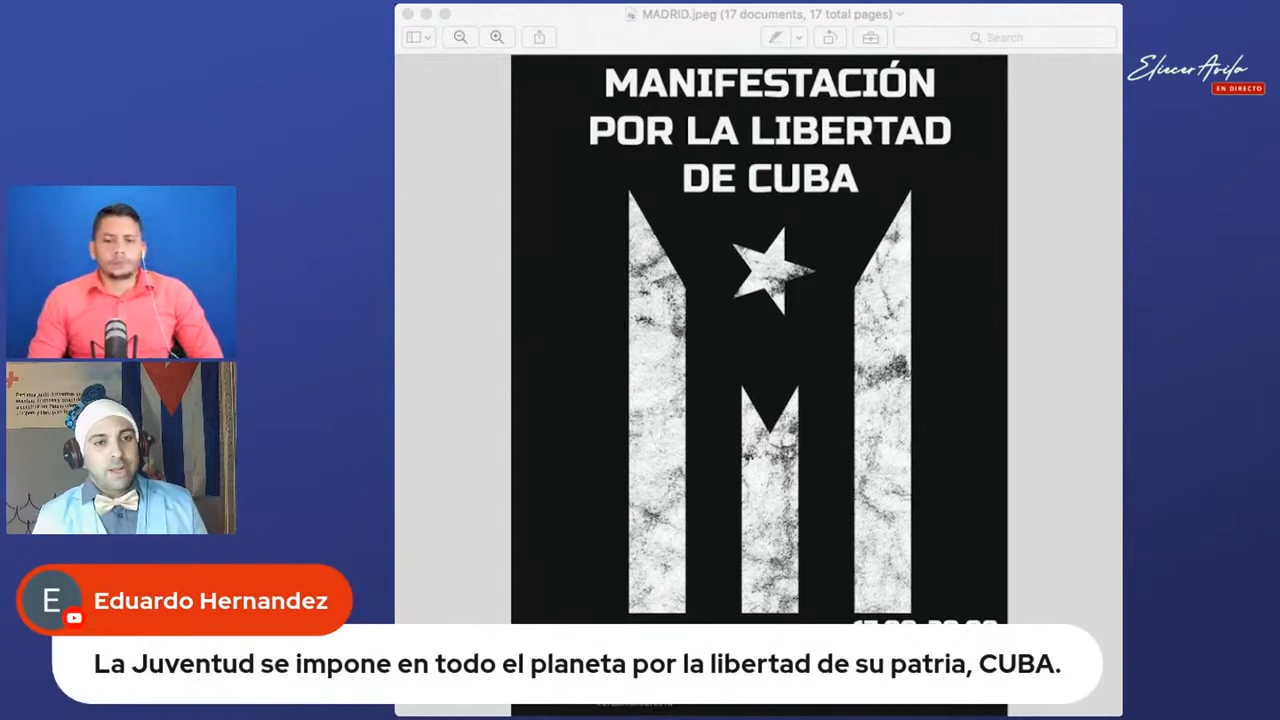 MADRID.jpeg (17 documents, 17 total pages)
Search
Eliecer Avila
EN DIRECTO
MANIFESTACIÓN
POR LA LIBERTAD
DE CUBA
E
Eduardo Hernandez
La Juventud se impone en todo el planeta por la libertad de su patria, CUBA.